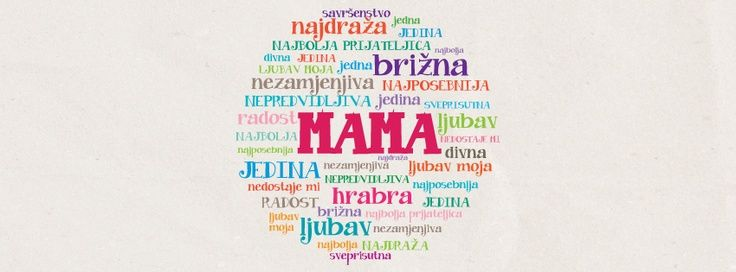 savršenstvo
najdraža jedna
JEDINA
NAJBOLJA PRIJATELJICA najbolja
divna JEDINA
LJUBAV MOJA jedna brižna
nezamjenjiva NAJPOSEBNIJA
NEPREDVIDLJIVA jedina SVEPRISUTNA
radost MAMA ljubav
NAJBOLJA NEDOSTAJE MI
najposebnija najdraža divna
JEDINA nezamjenjiva ljubav moja
NEPREDVIDLJIVA
nedostaje mi hrabra najposebnija
RADOST JEDINA
ljubav moja brižna najbolja prijateljica
ljubav nezamjenjiva
najbolja NAJDRAŽA
sveprisutna